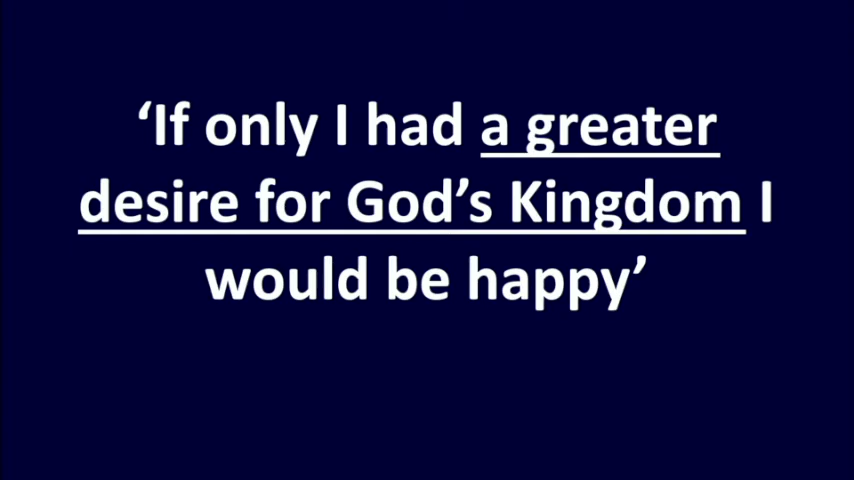 ‘If only I had a greater
desire for God’s Kingdom I
would be happy’